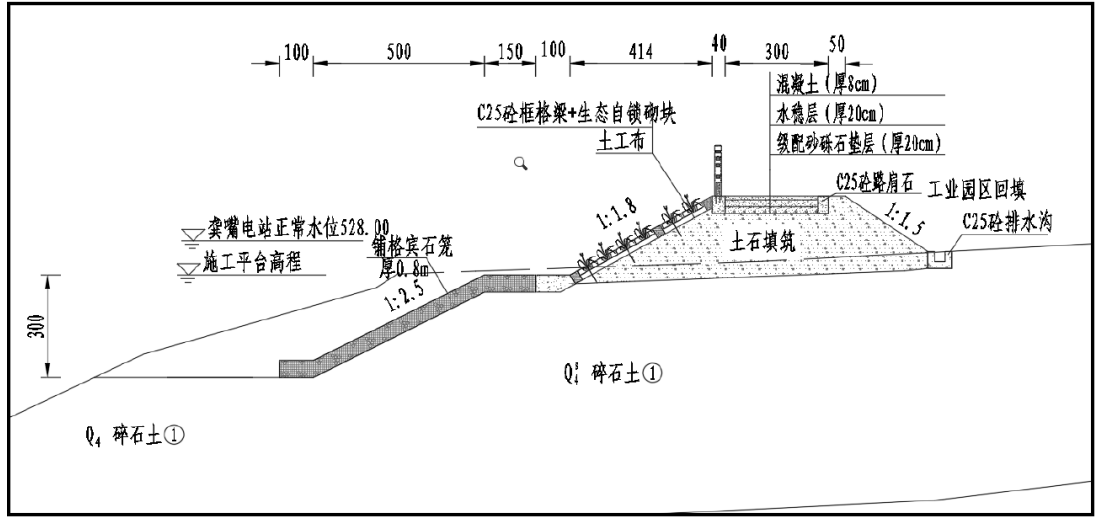 100 500 150 100 414 40 300 50
混凝土(厚8cm)
水稳层(厚20cm)
级配砂砾石垫层(厚20cm)
C25砼框格梁+生态自锁砌块
土工布
C25砼路肩石
工业园区回填
C25砼排水沟
1:1.8
1:1.5
土石填筑
龚嘴电站正常水位528.00
施工平台高程
铺格宾石笼
厚0.8m
1:2.5
300
Q₄³ 碎石土①
Q₄ 碎石土①